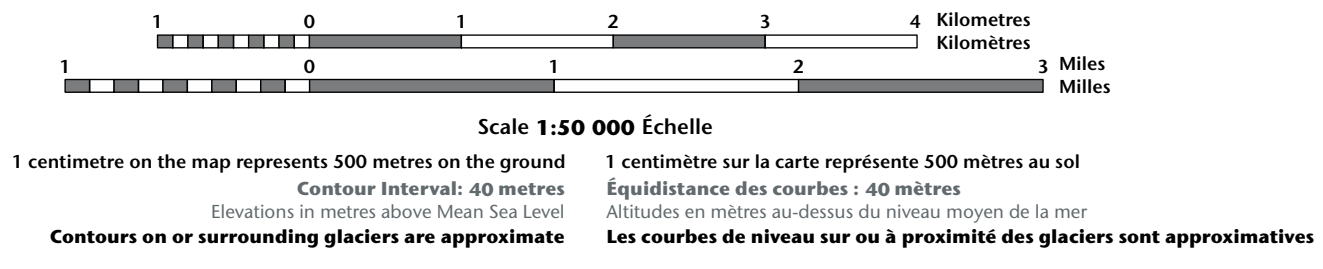 1 0 1 2 3 4 Kilometres
Kilomètres
1 0 1 2 3 Miles
Milles
Scale 1:50 000 Échelle
1 centimetre on the map represents 500 metres on the ground
Contour Interval: 40 metres
Elevations in metres above Mean Sea Level
Contours on or surrounding glaciers are approximate
1 centimètre sur la carte représente 500 mètres au sol
Équidistance des courbes : 40 mètres
Altitudes en mètres au-dessus du niveau moyen de la mer
Les courbes de niveau sur ou à proximité des glaciers sont approximatives